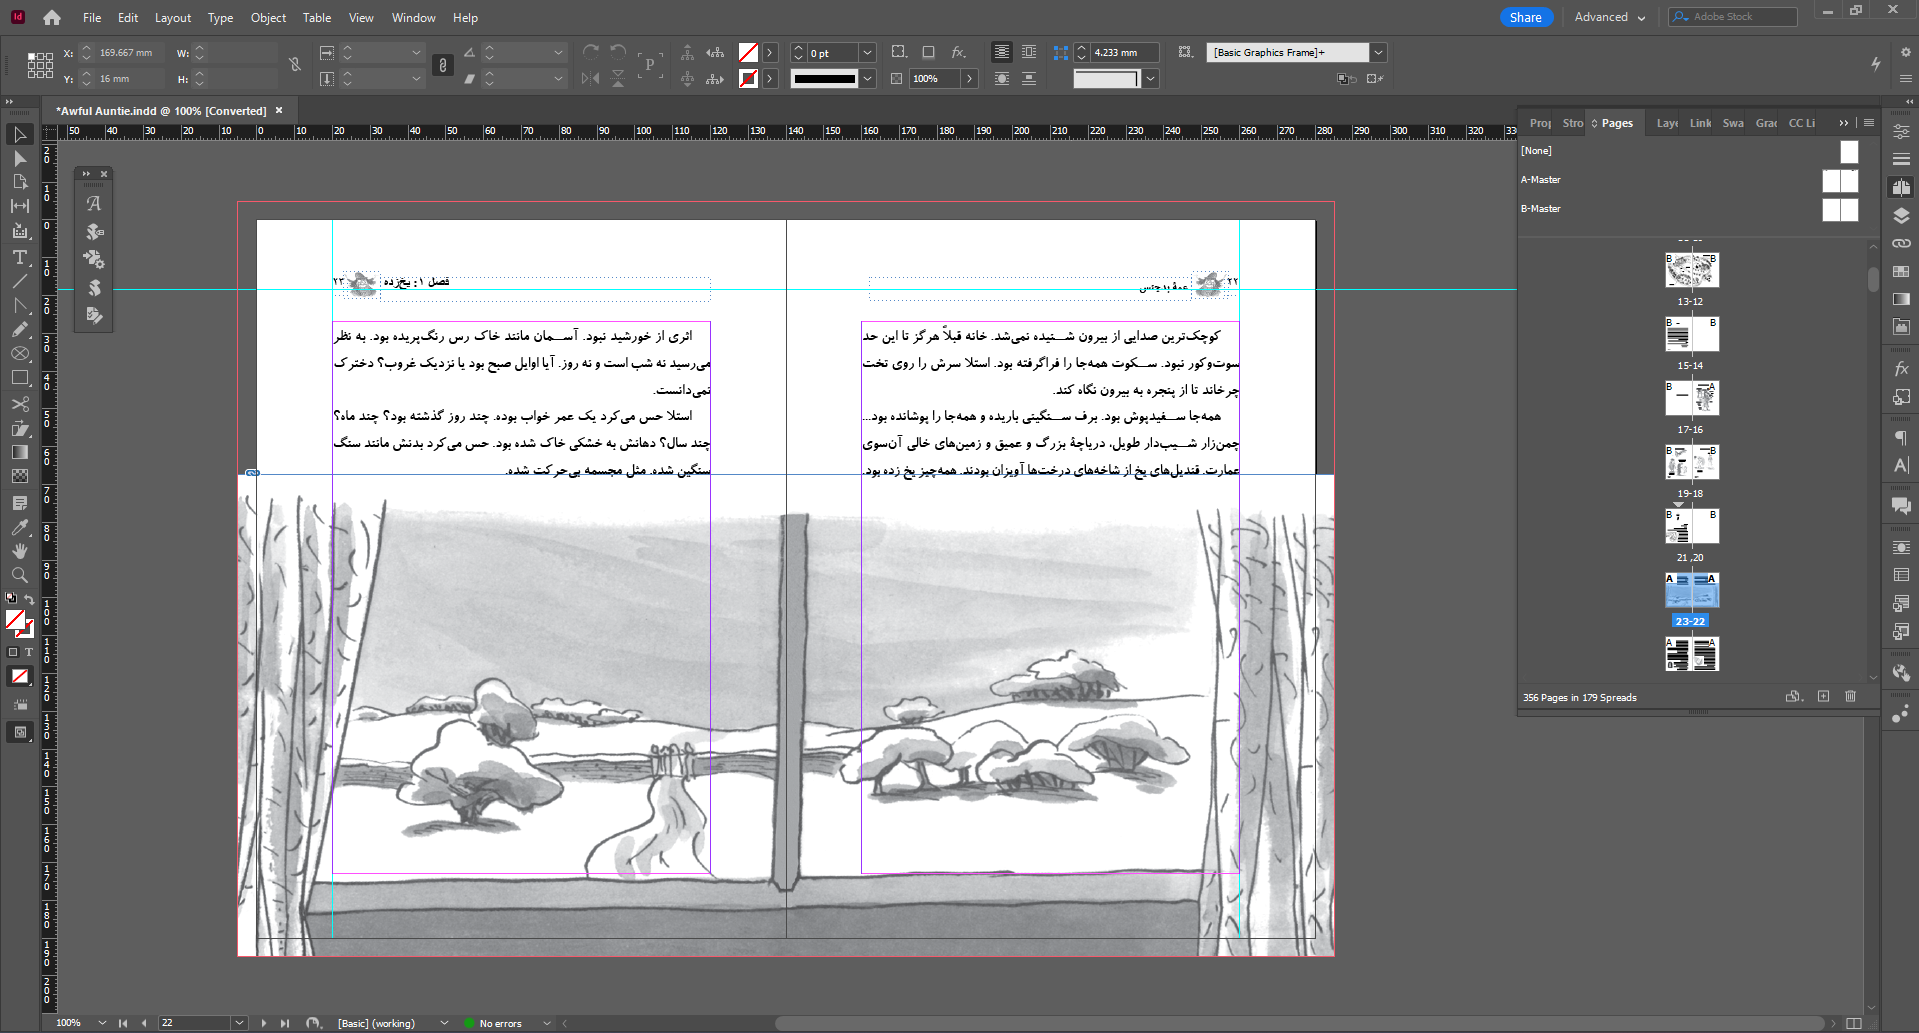 File Edit Layout Type Object Table View Window Help
Share
Advanced
Adobe Stock
X: 169.667 mm
Y: 16 mm
W:
H:
0 pt
100%
4.233 mm
[Basic Graphics Frame]+
*Awful Auntie.indd @ 100% [Converted]
50 40 30 20 10 0 10 20 30 40 50 60 70 80 90 100 110 120 130 140 150 160 170 180 190 200 210 220 230 240 250 260 270 280 290 300 310 320
۲۲
عمهٔ بدجنس
کوچک‌ترین صدایی از بیرون شـنیده نمی‌شد. خانه قبلاً هرگز تا این حد
سوت‌وکور نبود. سـکوت همه‌جا را فراگرفته بود. استلا سرش را روی تخت
چرخاند تا از پنجره به بیرون نگاه کند.
همه‌جا سـفیدپوش بود. برف سـنگینی باریده و همه‌جا را پوشانده بود...
چمن‌زار شـیب‌دار طویل، دریاچهٔ بزرگ و عمیق و زمین‌های خالی آن‌سوی
عمارت. قندیل‌های یخ از شاخه‌های درخت‌ها آویزان بودند. همه‌چیز یخ زده بود.
فصل ۱: یخ‌زده
۲۳
اثری از خورشید نبود. آسـمان مانند خاک رس رنگ‌پریده بود. به نظر
می‌رسید نه شب است و نه روز. آیا اوایل صبح بود یا نزدیک غروب؟ دخترک
نمی‌دانست.
استلا حس می‌کرد یک عمر خواب بوده. چند روز گذشته بود؟ چند ماه؟
چند سال؟ دهانش به خشکی خاک شده بود. حس می‌کرد بدنش مانند سنگ
سنگین شده. مثل مجسمه بی‌حرکت شده.
Prop Stro Pages Laye Link Swa Grac CC Li
[None]
A-Master
B-Master
B B
13-12
B B
15-14
B A
17-16
B B
19-18
B B
21 ,20
A A
23-22
A A
356 Pages in 179 Spreads
100%
22
[Basic] (working)
No errors